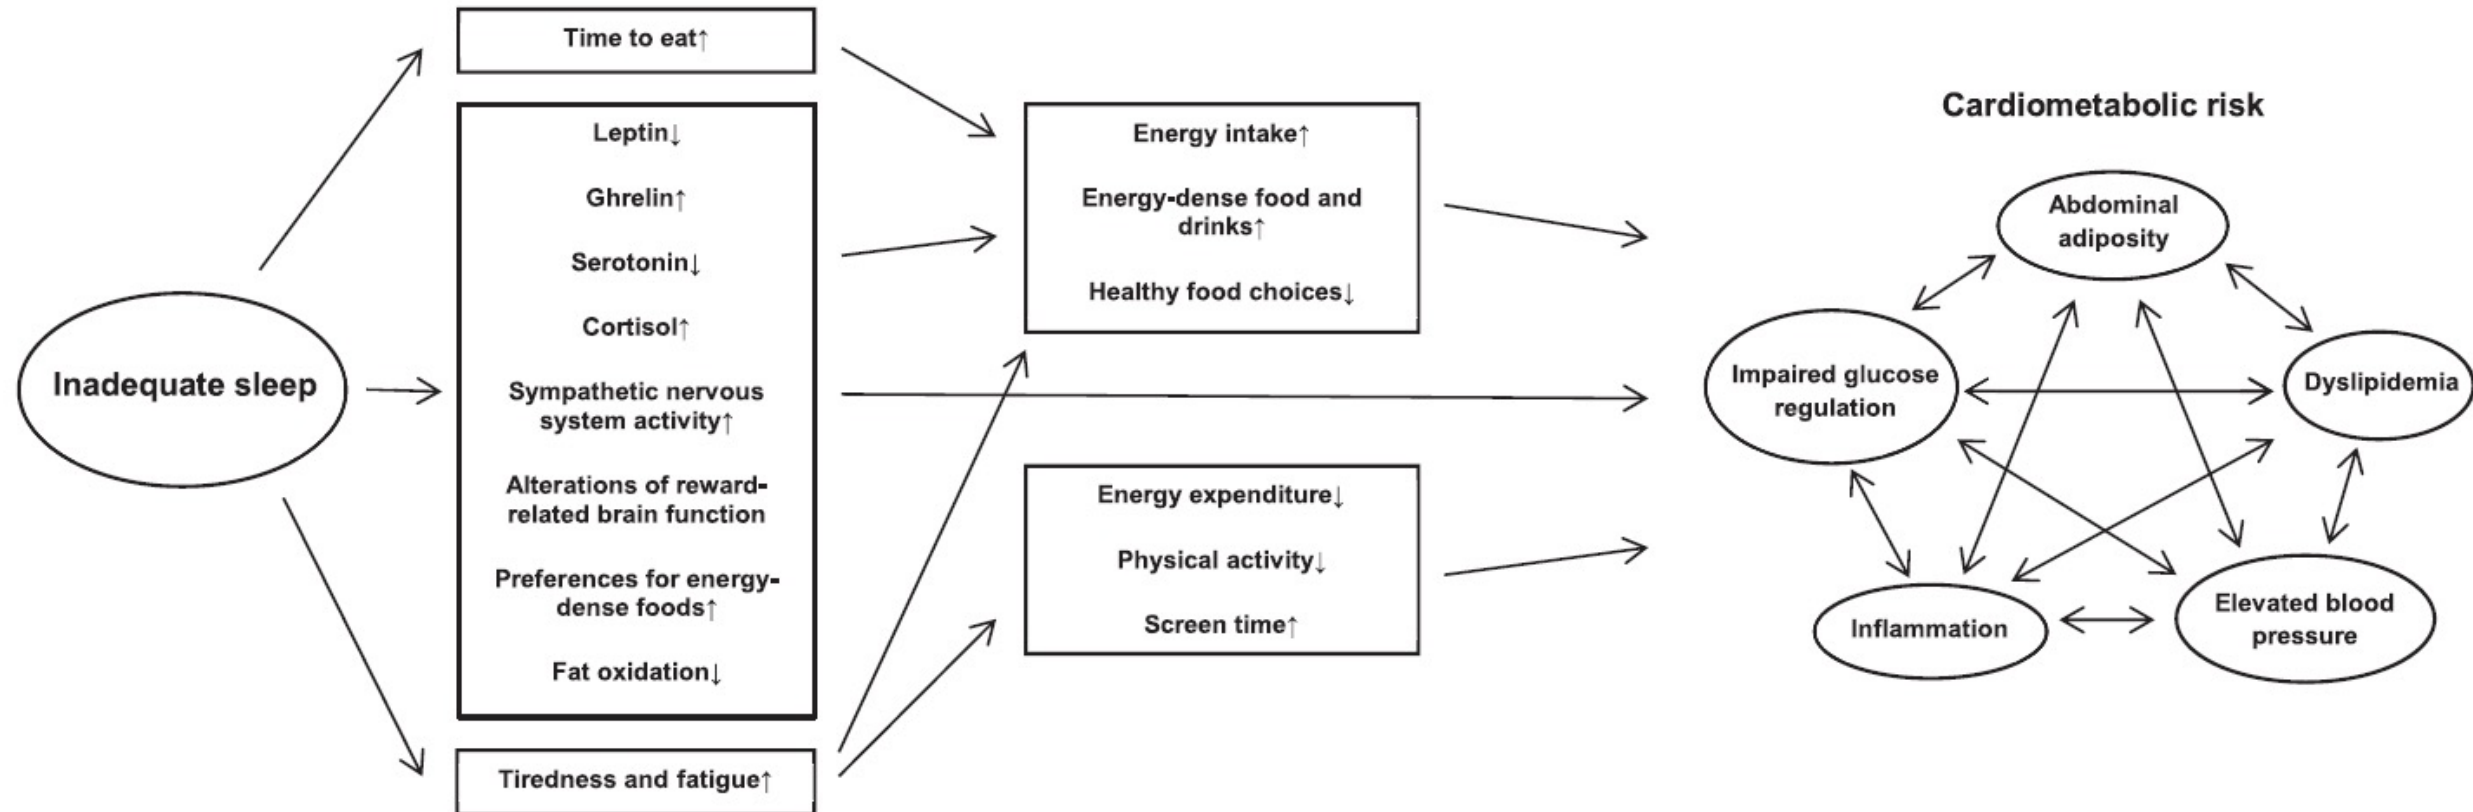 Inadequate sleep
Time to eat↑
Leptin↓
Ghrelin↑
Serotonin↓
Cortisol↑
Sympathetic nervous
system activity↑
Alterations of reward-
related brain function
Preferences for energy-
dense foods↑
Fat oxidation↓
Tiredness and fatigue↑
Energy intake↑
Energy-dense food and
drinks↑
Healthy food choices↓
Energy expenditure↓
Physical activity↓
Screen time↑
Cardiometabolic risk
Abdominal
adiposity
Impaired glucose
regulation
Dyslipidemia
Inflammation
Elevated blood
pressure